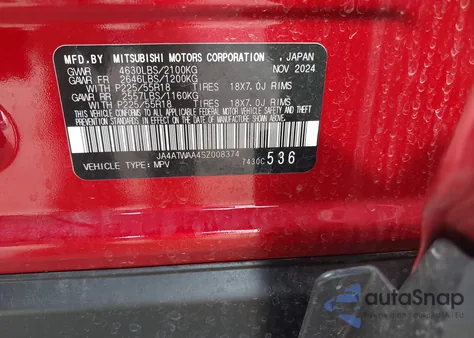 MFD.BY MITSUBISHI MOTORS CORPORATION , JAPAN
GVWR 4630LBS/2100KG NOV 2024
GAWR FR 2646LBS/1200KG
WITH P225/55R18 TIRES 18X7.0J RIMS
GAWR RR 2557LBS/1160KG
WITH P225/55R18 TIRES 18X7.0J RIMS
THIS VEHICLE CONFORMS TO ALL APPLICABLE FEDERAL MOTOR
VEHICLE SAFETY AND THEFT PREVENTION STANDARDS IN EFFECT
ON THE DATE OF MANUFACTURE SHOWN ABOVE.
JA4ATWAA4SZ008374 7430C 536
VEHICLE TYPE: MPV
autoSnap